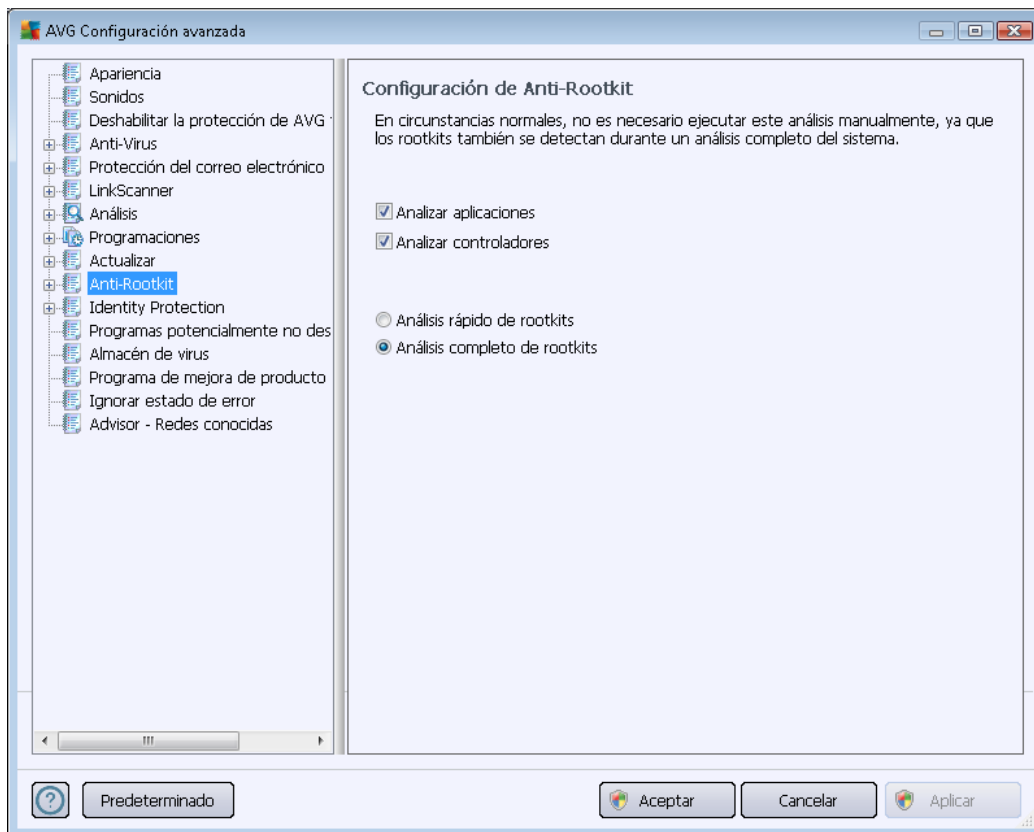 AVG Configuración avanzada
Apariencia
Sonidos
Deshabilitar la protección de AVG
Anti-Virus
Protección del correo electrónico
LinkScanner
Análisis
Programaciones
Actualizar
Anti-Rootkit
Identity Protection
Programas potencialmente no des
Almacén de virus
Programa de mejora de producto
Ignorar estado de error
Advisor - Redes conocidas
Configuración de Anti-Rootkit
En circunstancias normales, no es necesario ejecutar este análisis manualmente, ya que
los rootkits también se detectan durante un análisis completo del sistema.
Analizar aplicaciones
Analizar controladores
Análisis rápido de rootkits
Análisis completo de rootkits
Predeterminado
Aceptar
Cancelar
Aplicar